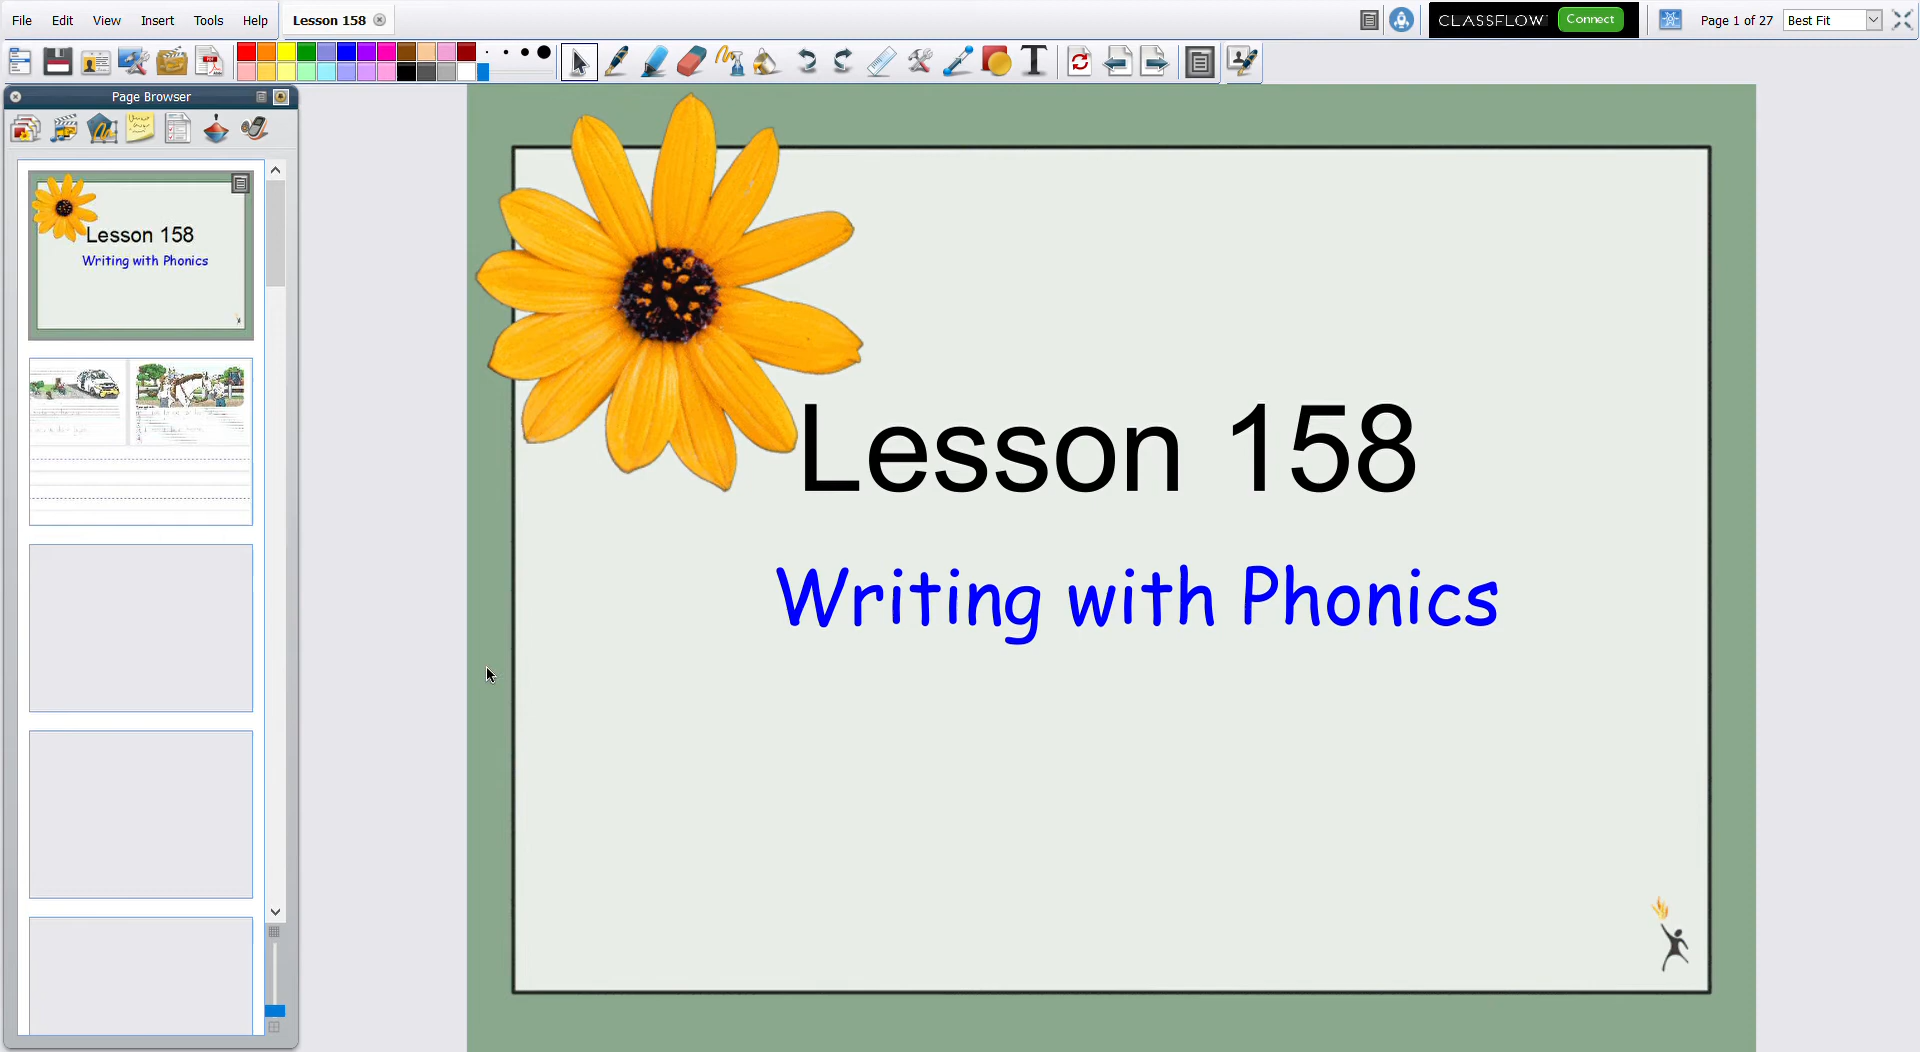 File Edit View Insert Tools Help Lesson 158 CLASSFLOW Connect Page 1 of 27 Best Fit
Page Browser
Lesson 158
Writing with Phonics
Lesson 158
Writing with Phonics